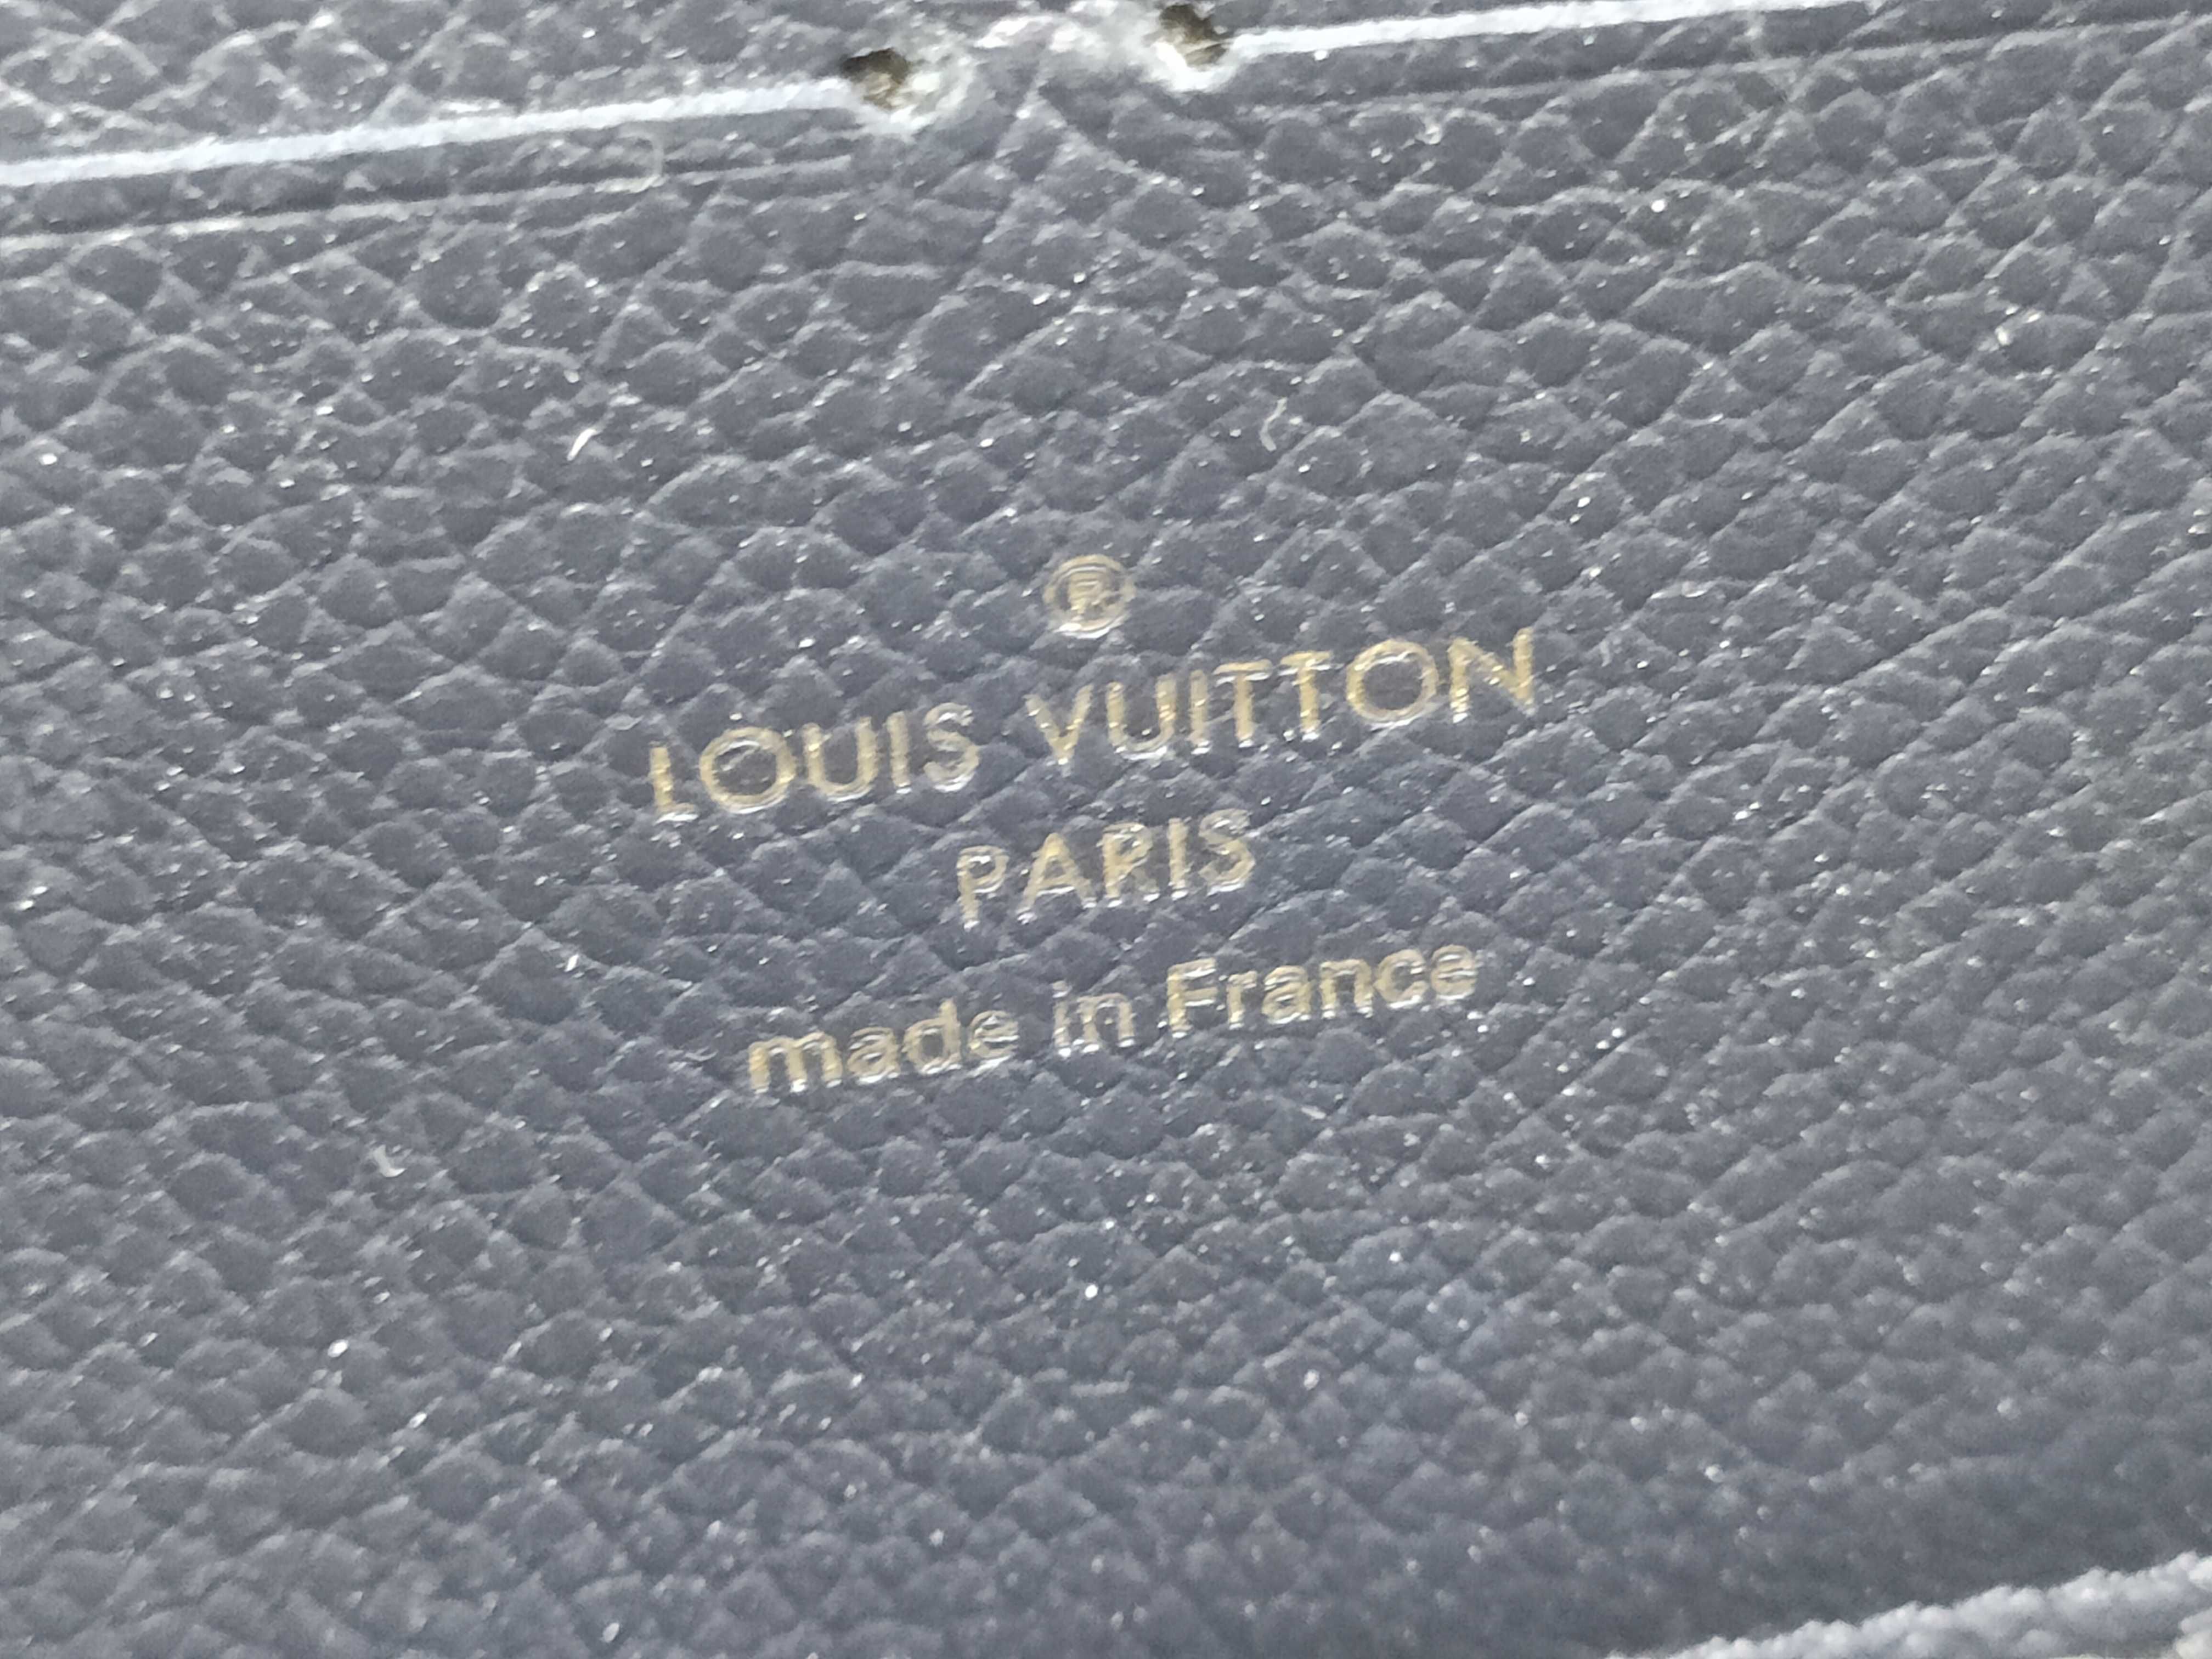 ®
LOUIS VUITTON
PARIS
made in France